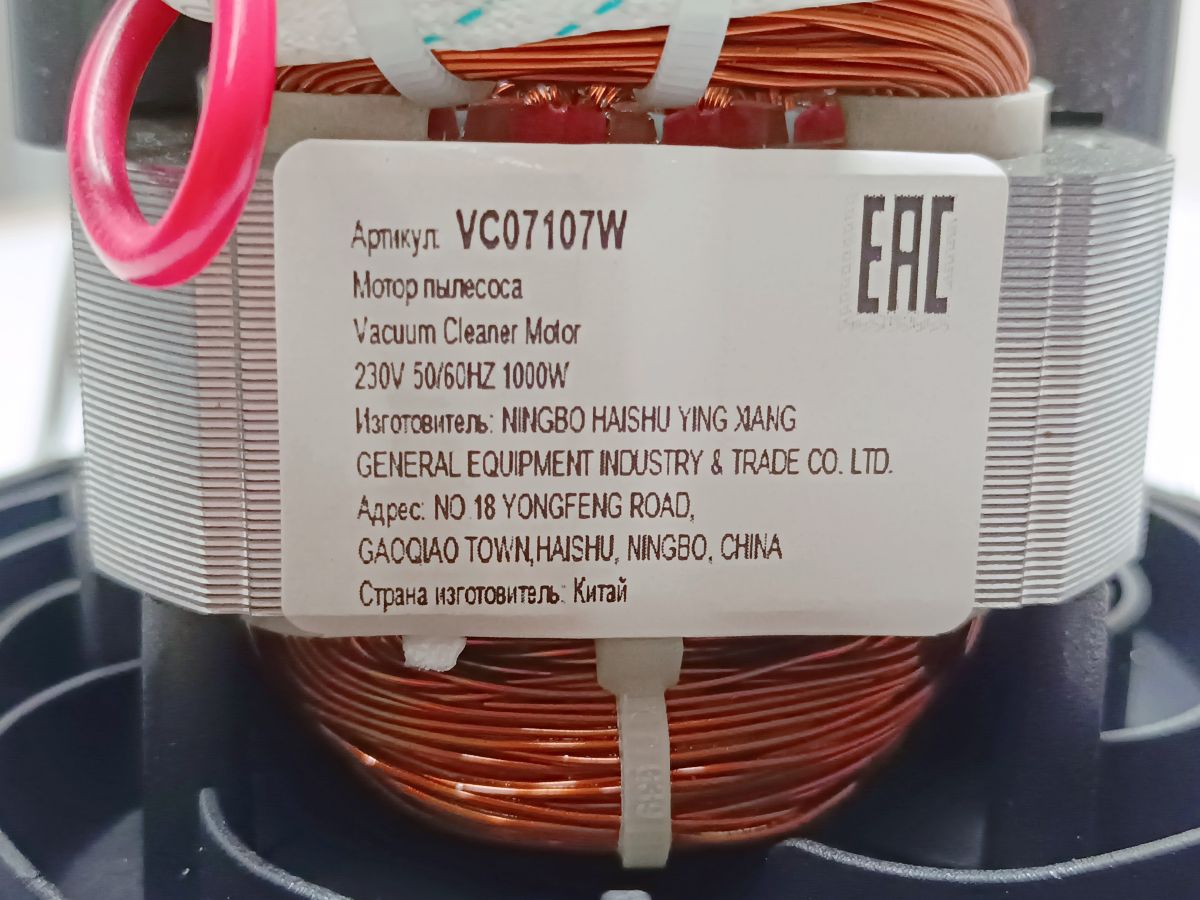 Артикул: VC07107W
EAC
Мотор пылесоса
Vacuum Cleaner Motor
230V 50/60HZ 1000W
Изготовитель: NINGBO HAISHU YING XIANG
GENERAL EQUIPMENT INDUSTRY & TRADE CO. LTD.
Адрес: NO.18 YONGFENG ROAD,
GAOQIAO TOWN,HAISHU, NINGBO, CHINA
Страна изготовитель: Китай